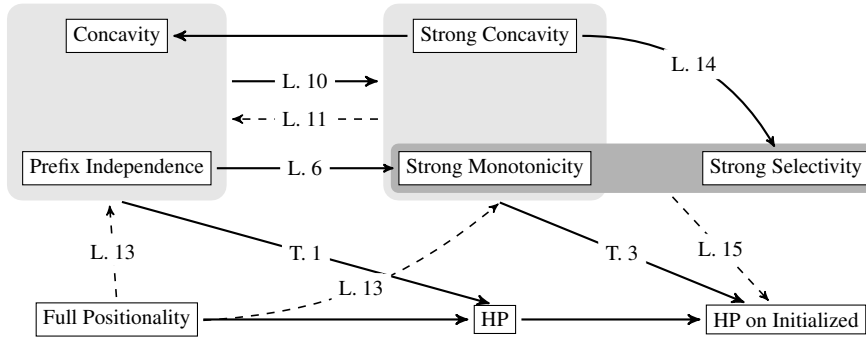 Concavity
Strong Concavity
L. 14
L. 10
L. 11
Prefix Independence
L. 6
Strong Monotonicity
Strong Selectivity
L. 13
T. 1
L. 13
T. 3
L. 15
Full Positionality
HP
HP on Initialized